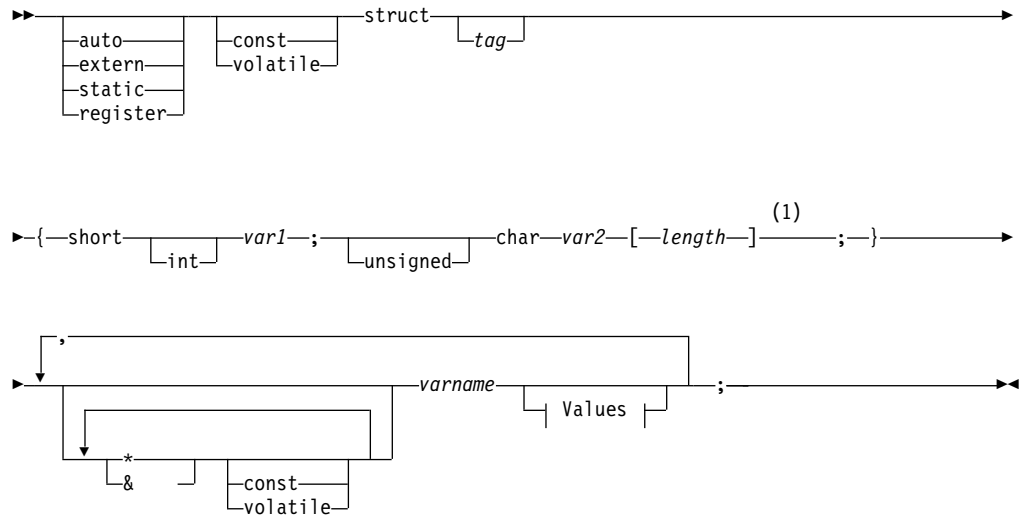 struct
auto const tag
extern volatile
static
register
(1)
{ short var1 ; char var2 [ length ] ; }
int unsigned
,
varname ;
Values
*
& const
volatile